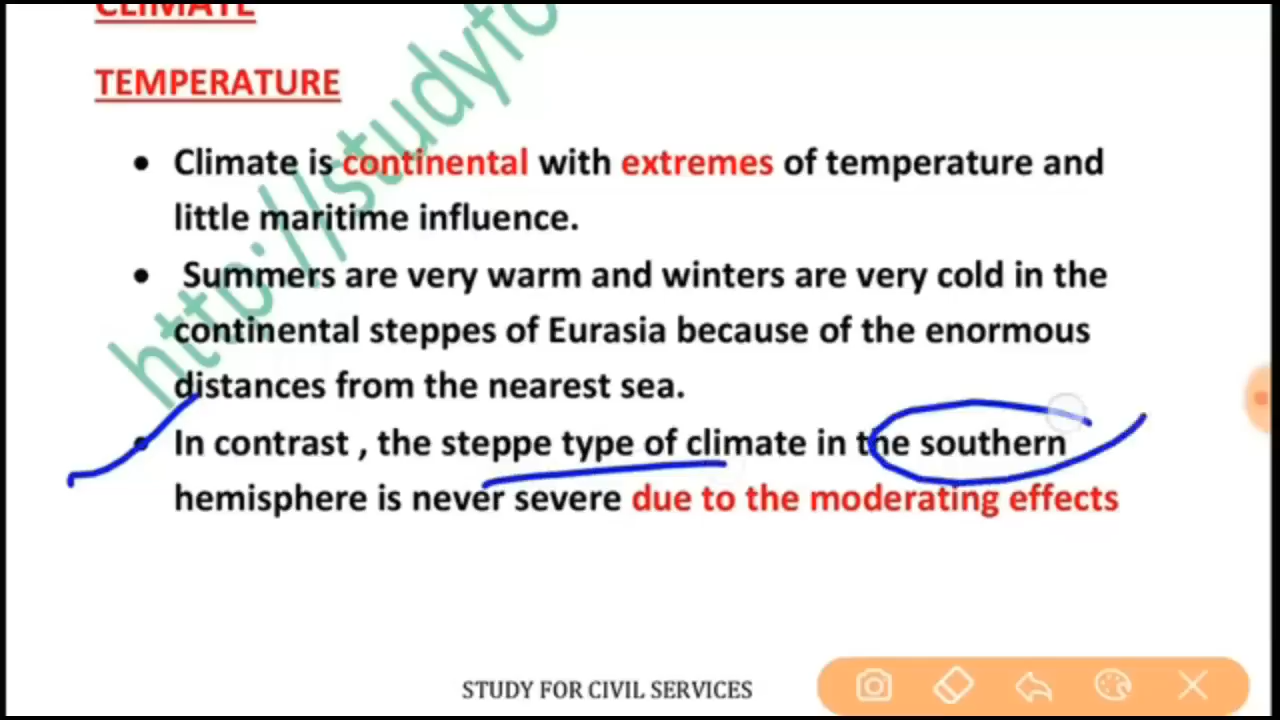 CLIMATE
TEMPERATURE
• Climate is continental with extremes of temperature and
little maritime influence.
• Summers are very warm and winters are very cold in the
continental steppes of Eurasia because of the enormous
distances from the nearest sea.
• In contrast , the steppe type of climate in the southern
hemisphere is never severe due to the moderating effects
http://studyfo
STUDY FOR CIVIL SERVICES